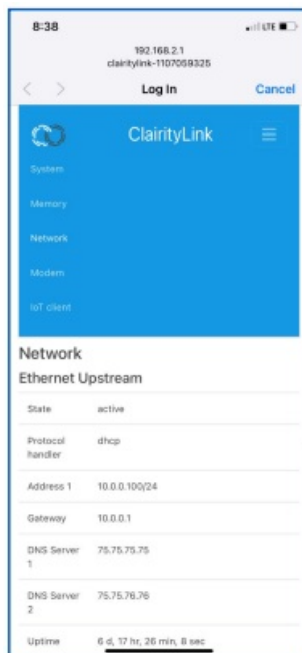 8:38
LTE
192.168.2.1
clairitylink-1107059325
Log In
Cancel
ClairityLink
System
Memory
Network
Modem
IoT client
Network
Ethernet Upstream
State active
Protocol handler dhcp
Address 1 10.0.0.100/24
Gateway 10.0.0.1
DNS Server 1 75.75.75.75
DNS Server 2 75.75.76.76
Uptime 6 d, 17 hr, 26 min, 8 sec